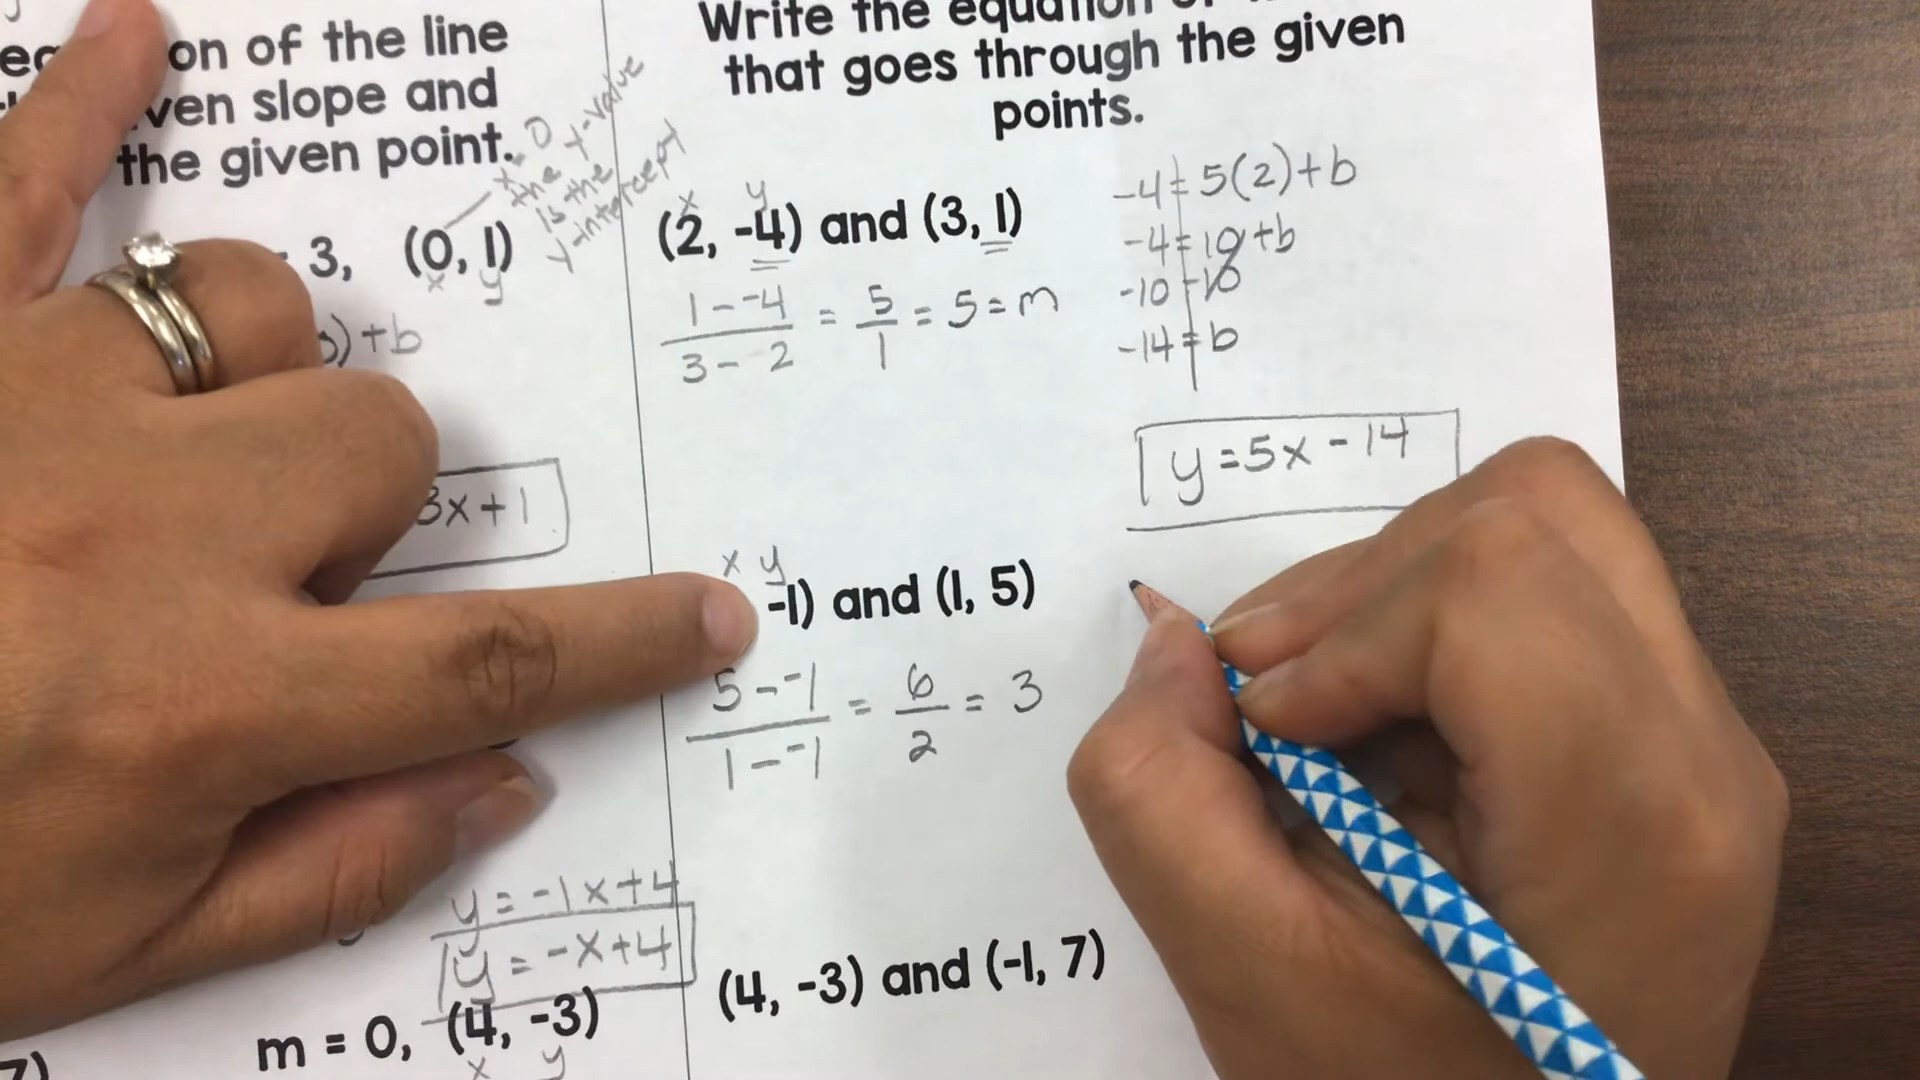 on of the line
ven slope and
the given point.
x 0
the y-value
is the
y-intercept
3, (0, 1)
x y
) + b
3x + 1
y = -1x + 4
y = -x + 4
m = 0, (4, -3)
x y
7)
Write the equation
that goes through the given
points.
x y
(2, -4) and (3, 1)
1 - -4 / 3 - - 2 = 5/1 = 5 = m
-4 = 5(2) + b
-4 = 10 + b
-10 -10
-14 = b
y = 5x - 14
x y
-1) and (1, 5)
5 - -1 / 1 - -1 = 6/2 = 3
(4, -3) and (-1, 7)